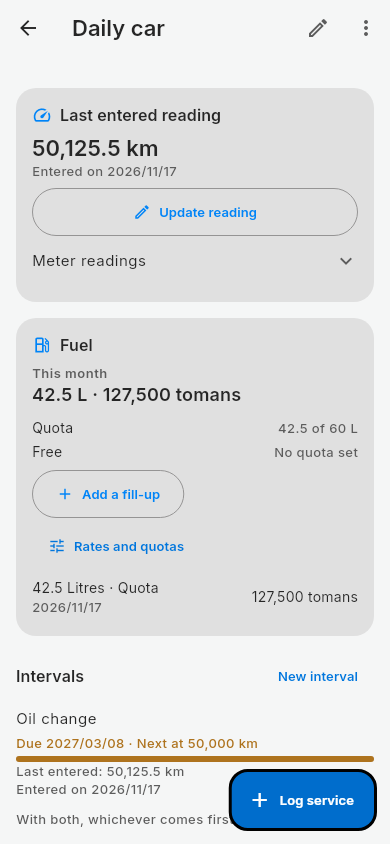 Daily car
Last entered reading
50,125.5 km
Entered on 2026/11/17
Update reading
Meter readings
Fuel
This month
42.5 L · 127,500 tomans
Quota 42.5 of 60 L
Free No quota set
Add a fill-up
Rates and quotas
42.5 Litres · Quota
2026/11/17
127,500 tomans
Intervals New interval
Oil change
Due 2027/03/08 · Next at 50,000 km
Last entered: 50,125.5 km
Entered on 2026/11/17
Log service
With both, whichever comes